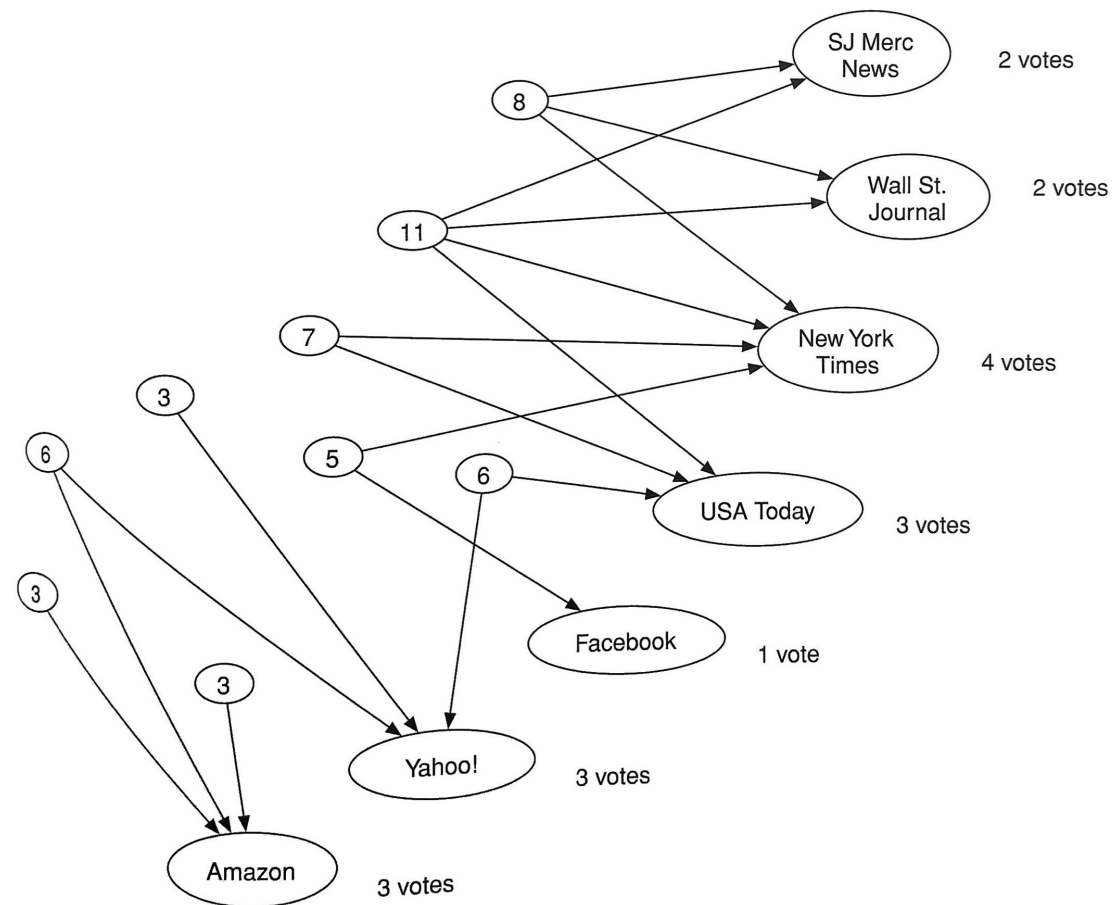 SJ Merc
News
2 votes
8
Wall St.
Journal
2 votes
11
7
New York
Times
4 votes
3
6
5
6
USA Today
3 votes
3
Facebook
1 vote
3
Yahoo!
3 votes
Amazon
3 votes